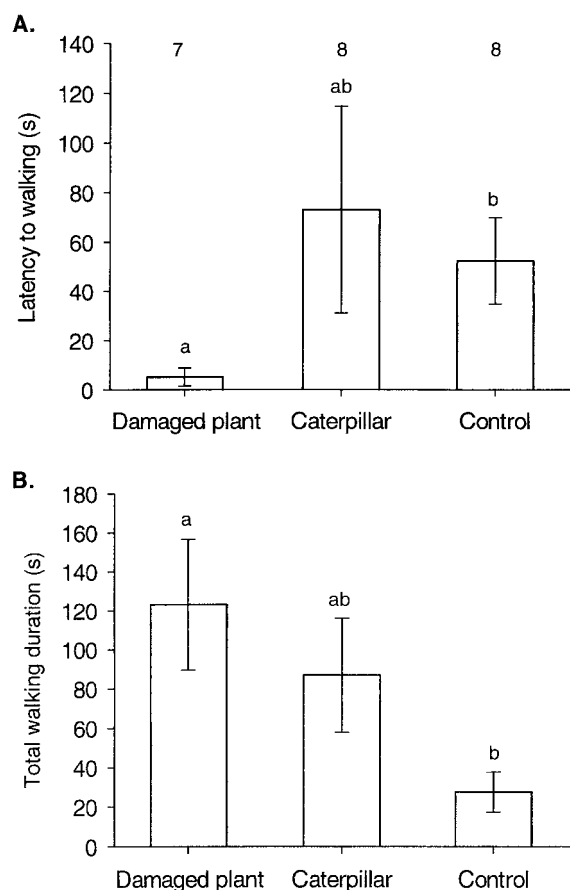 A.
140
7
8
8
120
ab
100
80
b
60
40
a
20
0
Latency to walking (s)
Damaged plant
Caterpillar
Control
B.
180
160
a
140
120
ab
100
80
60
b
40
20
0
Total walking duration (s)
Damaged plant
Caterpillar
Control